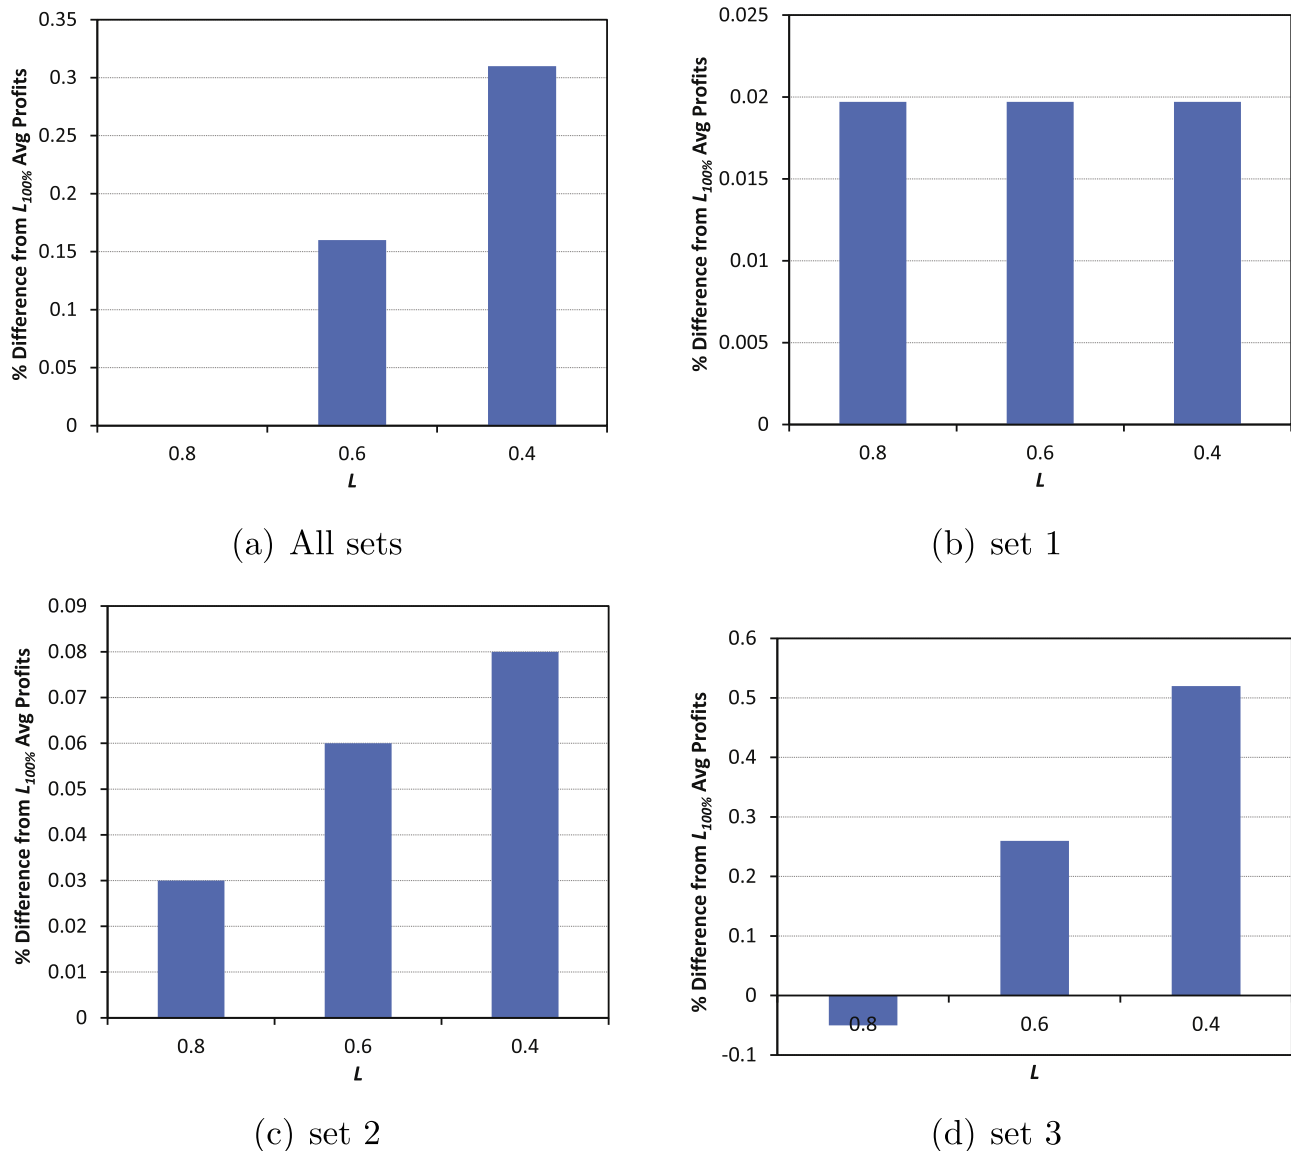 % Difference from L100% Avg Profits
0.35
0.3
0.25
0.2
0.15
0.1
0.05
0
0.8 0.6 0.4
L
(a) All sets
% Difference from L100% Avg Profits
0.025
0.02
0.015
0.01
0.005
0
0.8 0.6 0.4
L
(b) set 1
% Difference from L100% Avg Profits
0.09
0.08
0.07
0.06
0.05
0.04
0.03
0.02
0.01
0
0.8 0.6 0.4
L
(c) set 2
% Difference from L100% Avg Profits
0.6
0.5
0.4
0.3
0.2
0.1
0
-0.1
0.8 0.6 0.4
L
(d) set 3